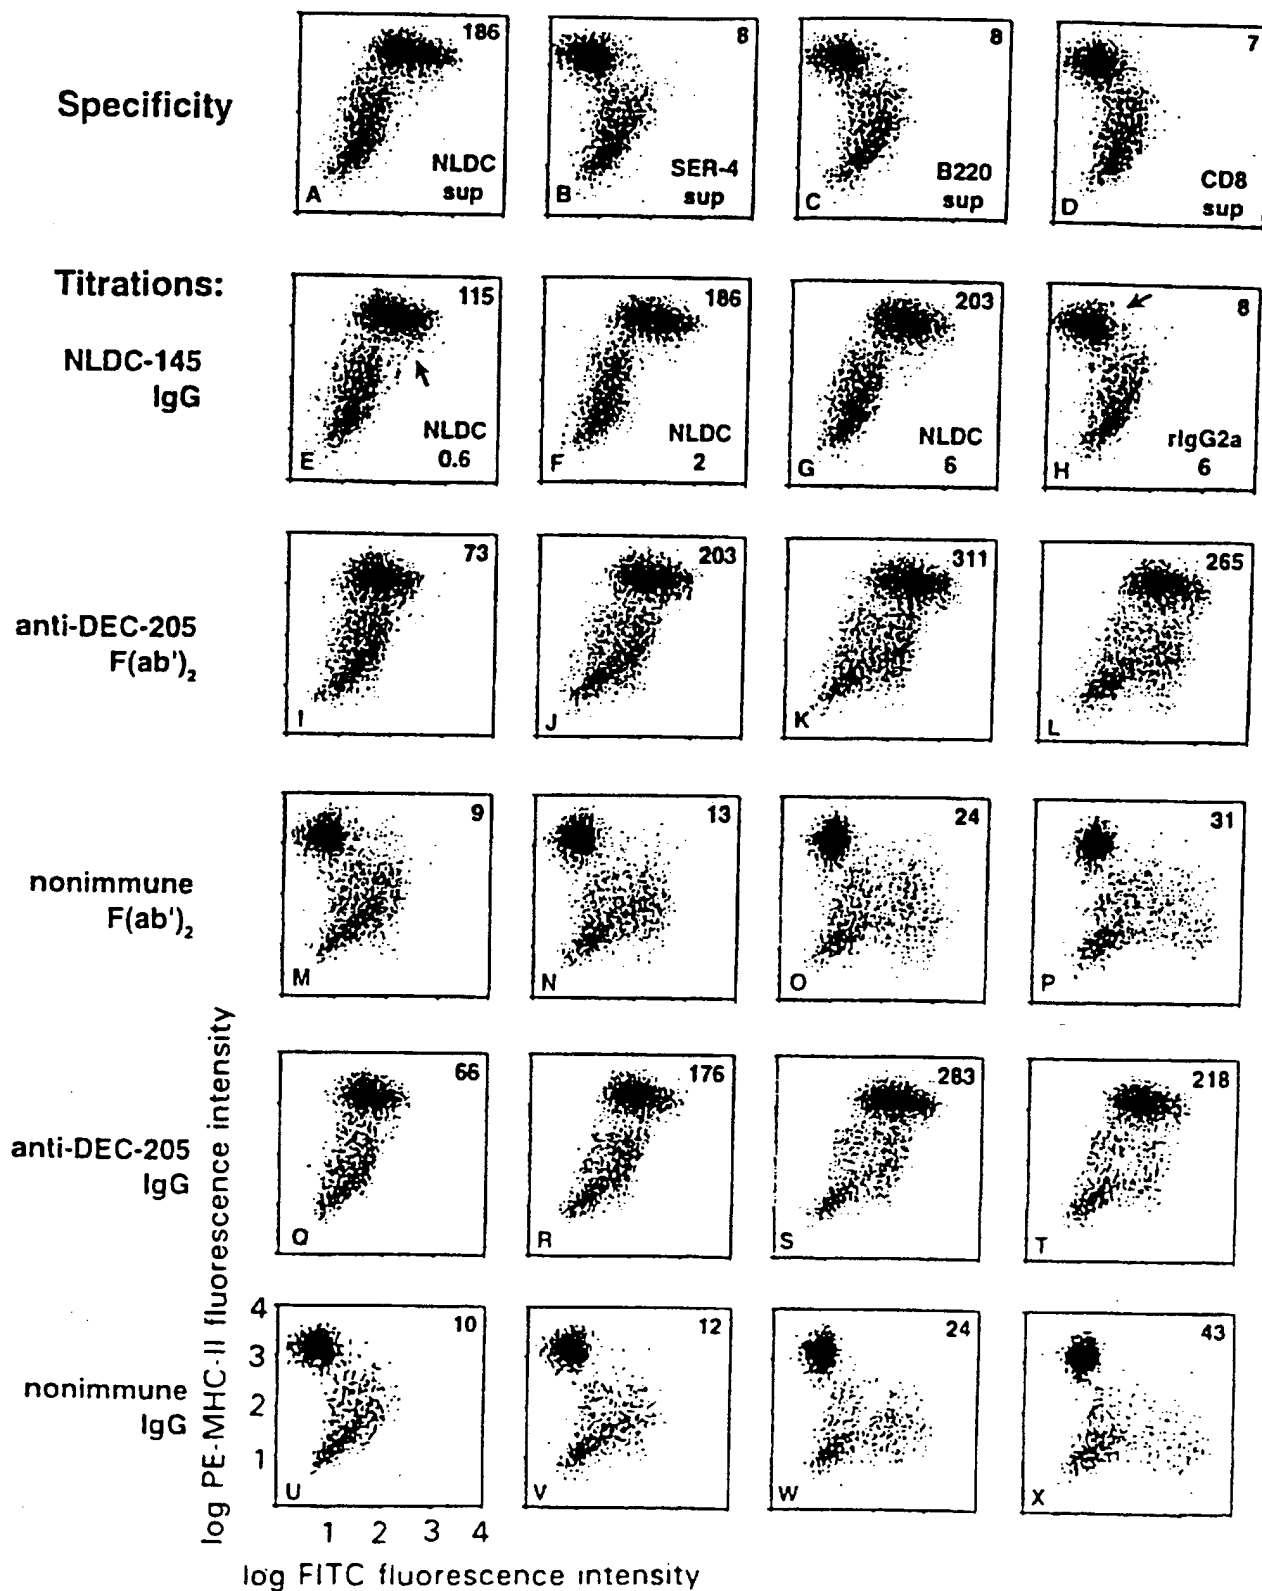 Specificity
186
NLDC
sup
A
8
SER-4
sup
B
8
B220
sup
C
7
CD8
sup
D
Titrations:
NLDC-145
IgG
115
NLDC
0.6
E
186
NLDC
2
F
203
NLDC
6
G
8
rIgG2a
6
H
anti-DEC-205
F(ab')₂
73
I
203
J
311
K
265
L
nonimmune
F(ab')₂
9
M
13
N
24
O
31
P
anti-DEC-205
IgG
66
Q
176
R
283
S
218
T
nonimmune
IgG
10
U
12
V
24
W
43
X
log PE-MHC-II fluorescence intensity
4
3
2
1
1 2 3 4
log FITC fluorescence intensity